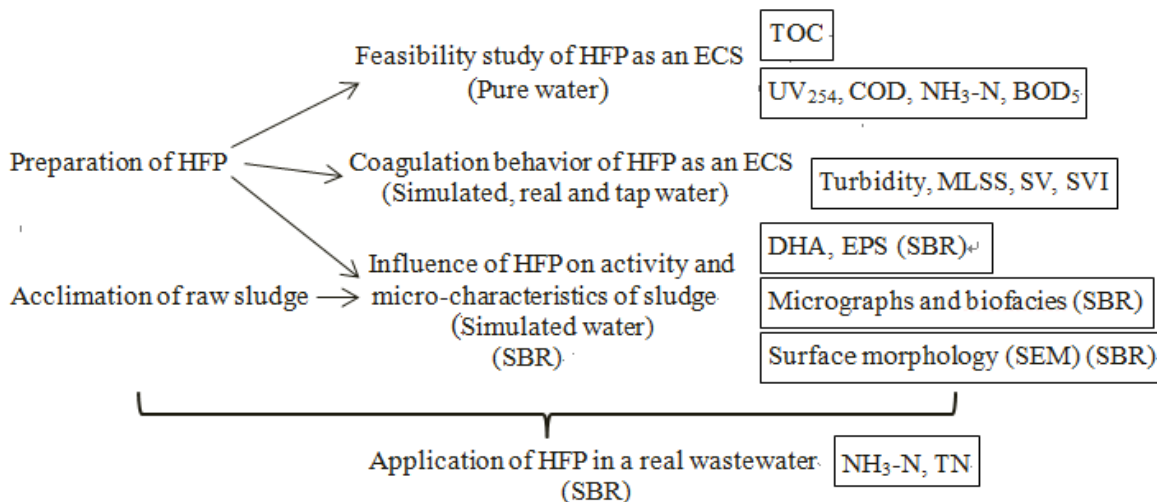 Feasibility study of HFP as an ECS
(Pure water)
TOC
UV254, COD, NH3-N, BOD5
Preparation of HFP
Coagulation behavior of HFP as an ECS
(Simulated, real and tap water)
Turbidity, MLSS, SV, SVI
Acclimation of raw sludge
Influence of HFP on activity and
micro-characteristics of sludge
(Simulated water)
(SBR)
DHA, EPS (SBR)↵
Micrographs and biofacies (SBR)
Surface morphology (SEM) (SBR)
Application of HFP in a real wastewater
(SBR)
NH3-N, TN